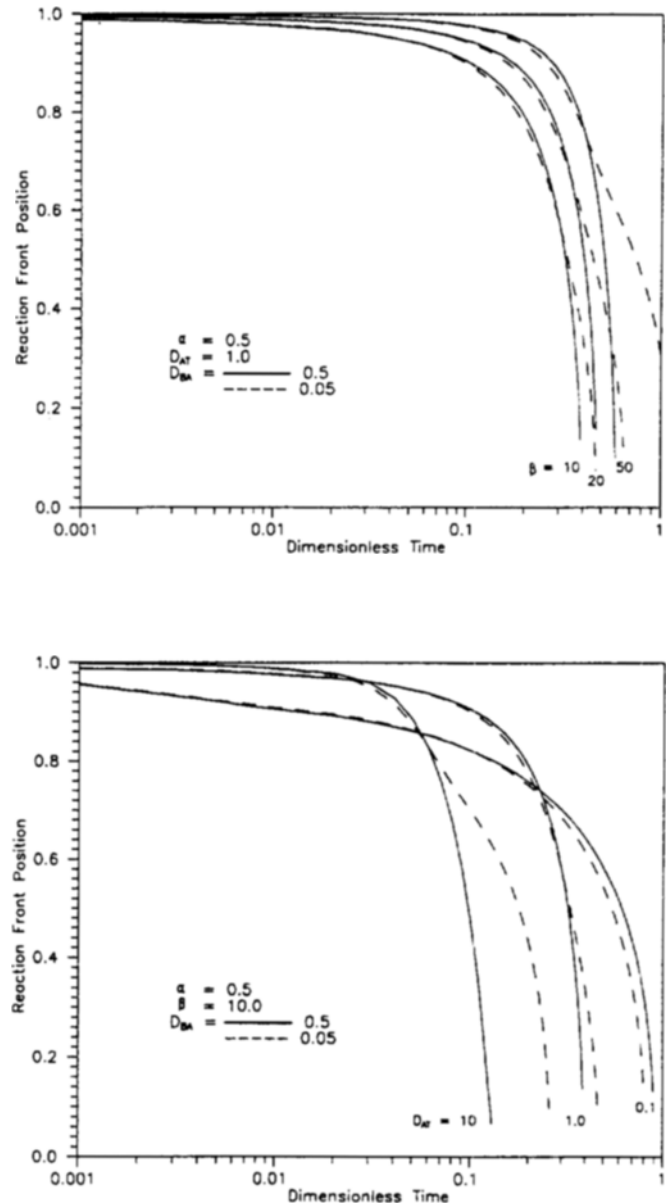 1.0
0.8
0.6
0.4
0.2
0.0
Reaction Front Position
α = 0.5
D_AT = 1.0
D_BA = 0.5
0.05
β = 10 50
20
0.001 0.01 0.1 1
Dimensionless Time
1.0
0.8
0.6
0.4
0.2
0.0
Reaction Front Position
α = 0.5
β = 10.0
D_BA = 0.5
0.05
D_AT = 10 1.0 0.1
0.001 0.01 0.1 1
Dimensionless Time